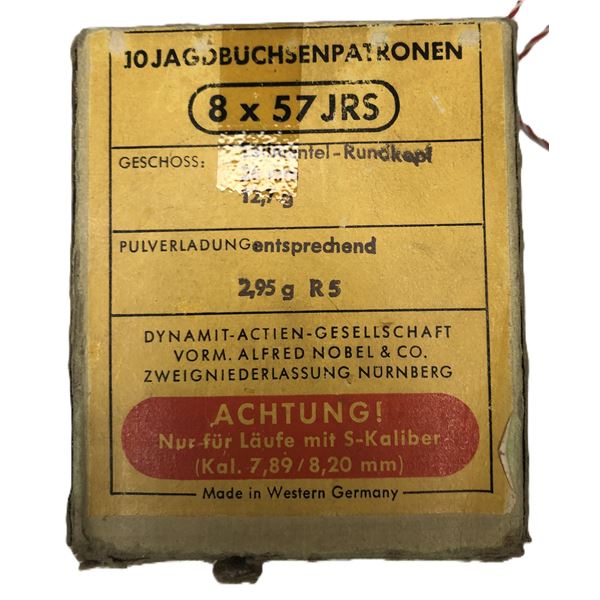 10 JAGDBUCHSENPATRONEN
8 x 57 JRS
GESCHOSS: Teilmantel-Rundkopf
12,7 g
PULVERLADUNG entsprechend
2,95 g R 5
DYNAMIT-ACTIEN-GESELLSCHAFT
VORM. ALFRED NOBEL & CO.
ZWEIGNIEDERLASSUNG NÜRNBERG
ACHTUNG!
Nur für Läufe mit S-Kaliber
(Kal. 7,89/8,20 mm)
Made in Western Germany